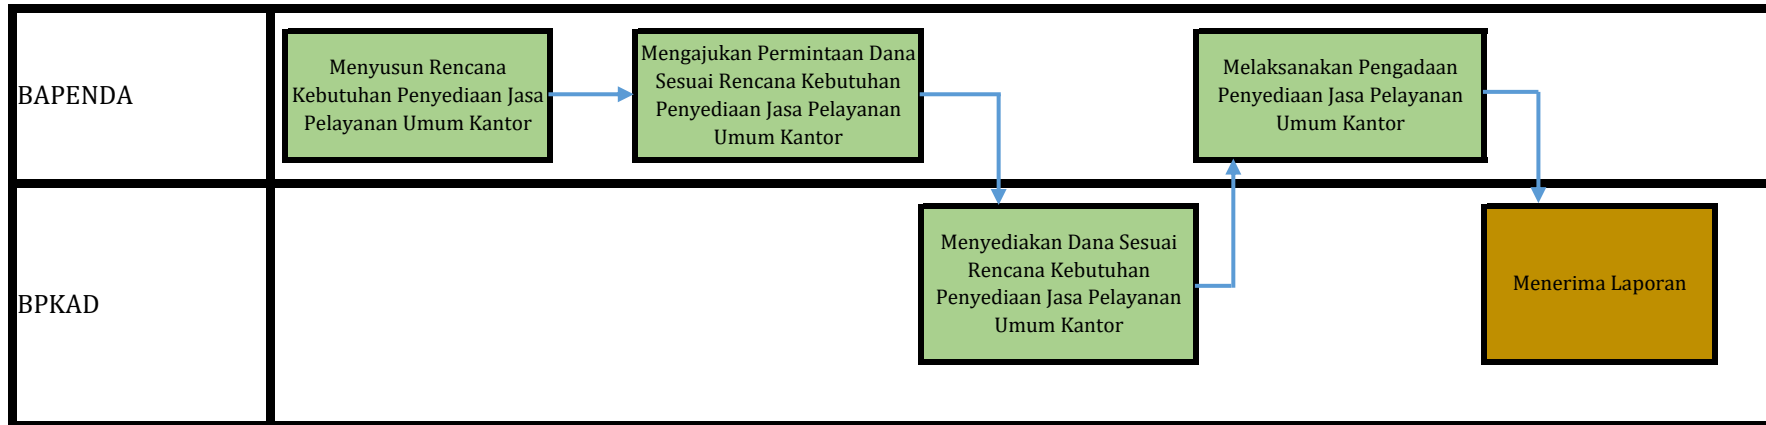 BAPENDA
Menyusun Rencana
Kebutuhan Penyediaan Jasa
Pelayanan Umum Kantor
Mengajukan Permintaan Dana
Sesuai Rencana Kebutuhan
Penyediaan Jasa Pelayanan
Umum Kantor
Melaksanakan Pengadaan
Penyediaan Jasa Pelayanan
Umum Kantor
BPKAD
Menyediakan Dana Sesuai
Rencana Kebutuhan
Penyediaan Jasa Pelayanan
Umum Kantor
Menerima Laporan